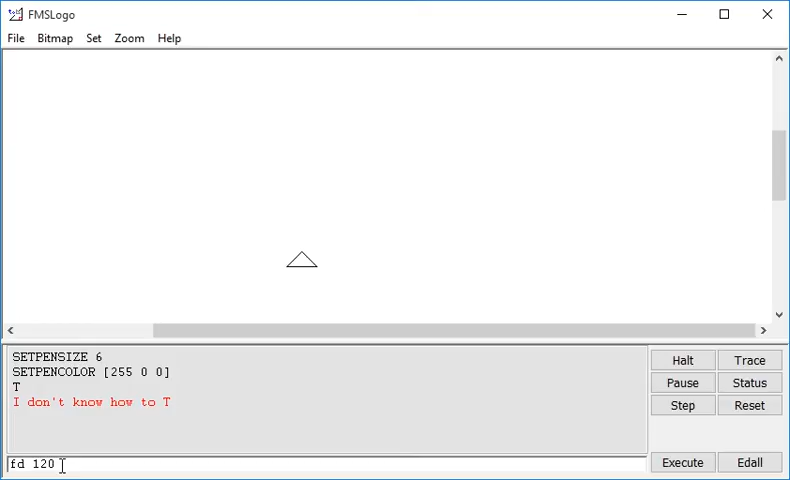 FMSLogo
File Bitmap Set Zoom Help
SETPENSIZE 6
SETPENCOLOR [255 0 0]
T
I don't know how to T
fd 120
Halt Trace
Pause Status
Step Reset
Execute Edall